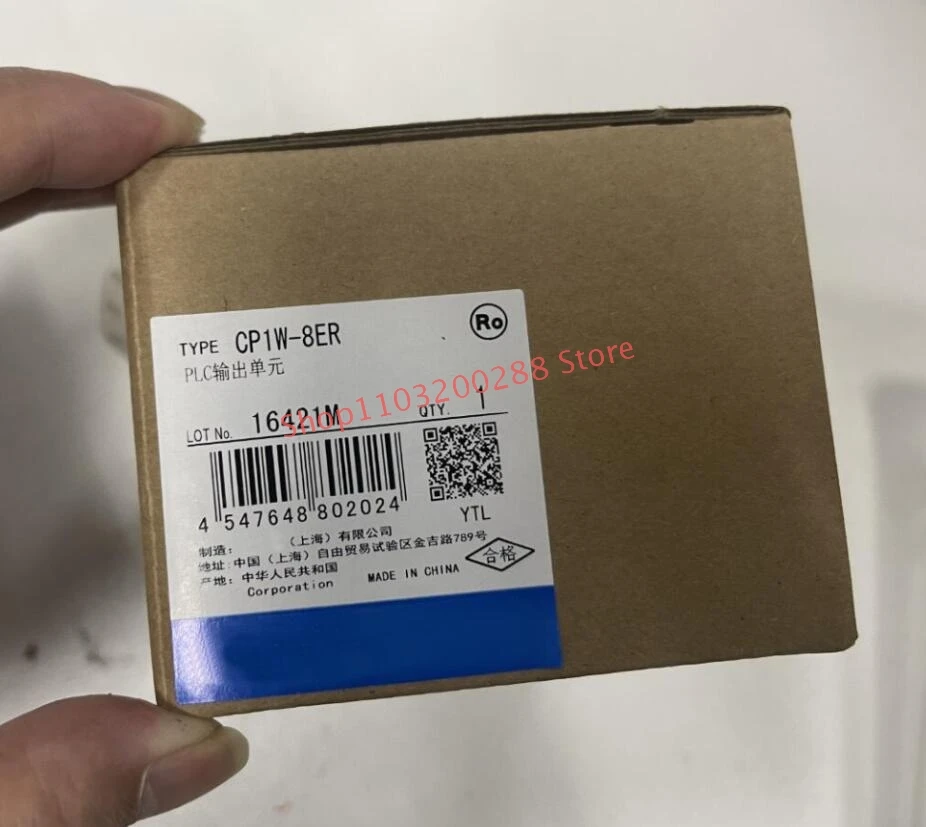 TYPE CP1W-8ER
Ro
PLC输出单元
Shop1103200288 Store
LOT No. 16421M QTY. 1
4 547648 802024
YTL
制造: (上海)有限公司
地址:中国(上海)自由贸易试验区金吉路789号
产地:中华人民共和国
合格
MADE IN CHINA
Corporation